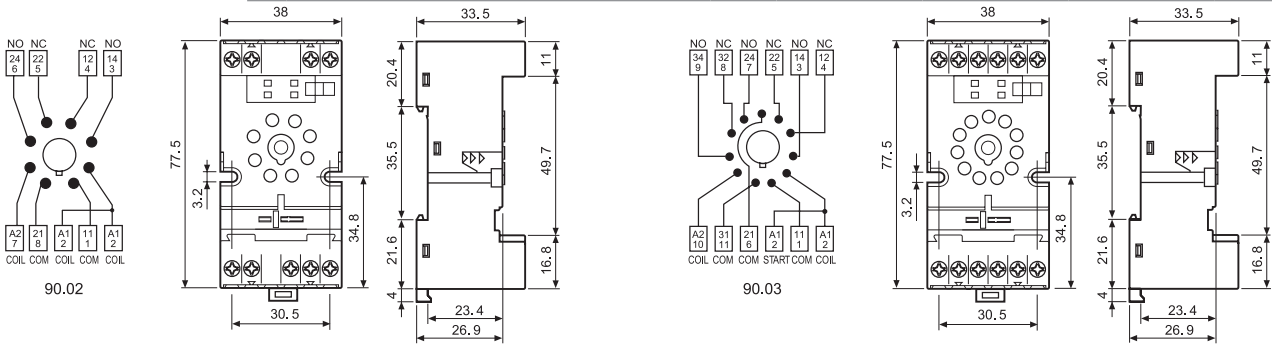 NO NC NC NO
24 22 12 14
6 5 4 3
A2 21 A1 11 A1
7 8 2 1 2
COIL COM COIL COM COIL
90.02
38
77.5
3.2
34.8
30.5
33.5
11
20.4
35.5
49.7
21.6
16.8
4
23.4
26.9
NO NC NO NC NO NC
34 32 24 22 14 12
9 8 7 5 3 4
A2 31 21 A1 11 A1
10 11 6 2 1 2
COIL COM COM START COM COIL
90.03
38
77.5
3.2
34.8
30.5
33.5
11
20.4
35.5
49.7
21.6
16.8
4
23.4
26.9